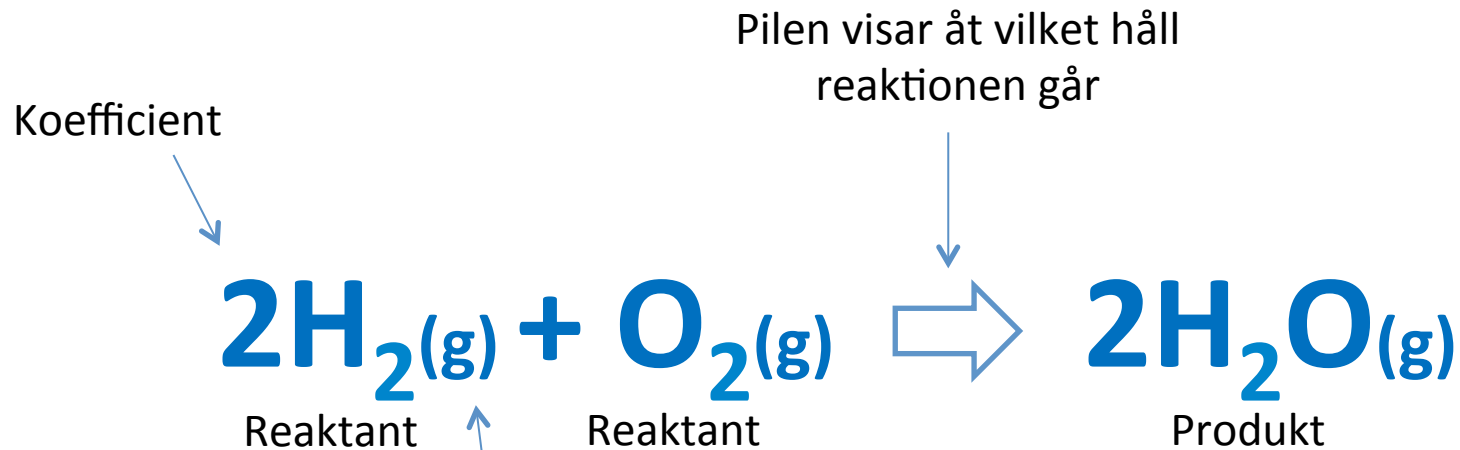 Pilen visar åt vilket håll
reaktionen går
Koefficient
2H₂(g) + O₂(g) ⇨ 2H₂O(g)
Reaktant Reaktant Produkt